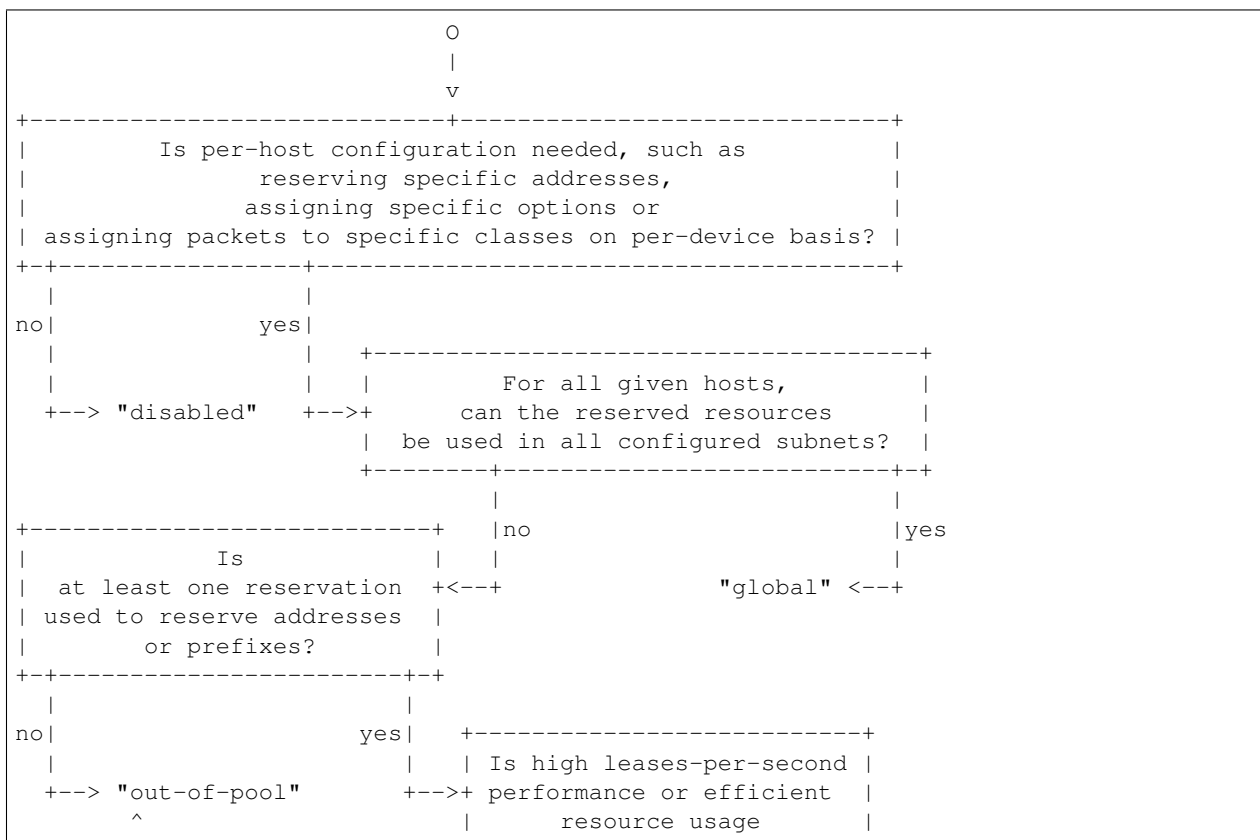 O
                             |
                             v
+-----------------------------+------------------------------+
|         Is per-host configuration needed, such as          |
|                reserving specific addresses,               |
|               assigning specific options or                |
| assigning packets to specific classes on per-device basis? |
+-+-----------------+----------------------------------------+
  |                 |
no|              yes|
  |                 |   +--------------------------------------+
  |                 |   |         For all given hosts,         |
  +--> "disabled"   +-->+      can the reserved resources      |
                        |  be used in all configured subnets?  |
                        +--------+---------------------------+-+
                                 |                           |
+----------------------------+   |no                         |yes
|             Is             |   |                           |
|  at least one reservation  +<--+               "global" <--+
| used to reserve addresses  |
|        or prefixes?        |
+-+------------------------+-+
  |                        |
no|                     yes|   +---------------------------+
  |                        |   | Is high leases-per-second |
  +--> "out-of-pool"       +-->+ performance or efficient  |
        ^                      |      resource usage       |